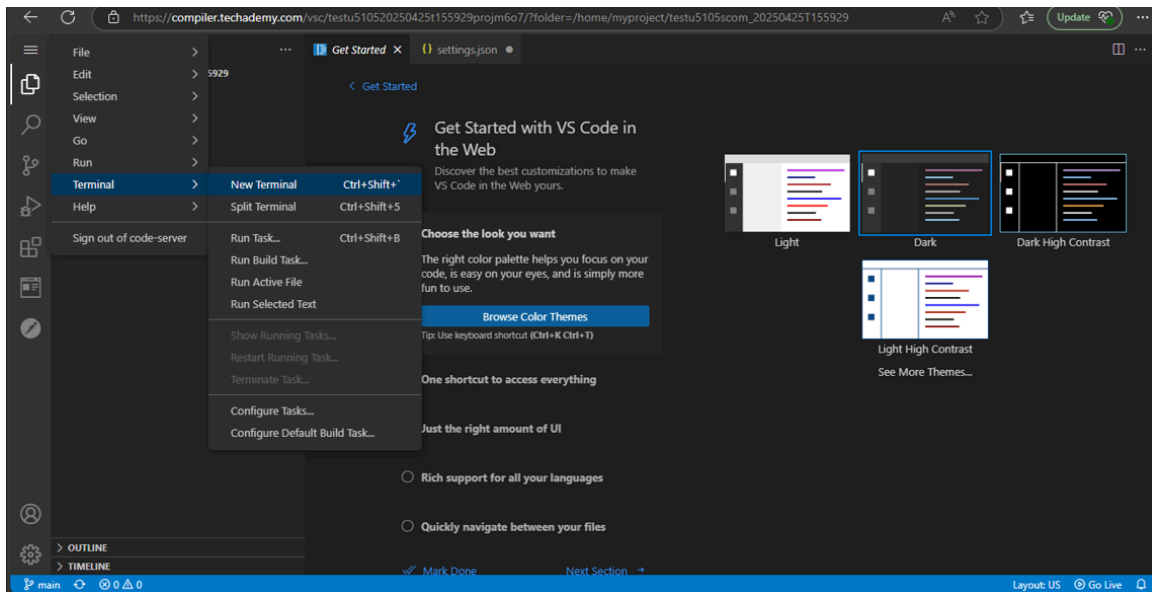 https://compiler.techademy.com/vsc/testu510520250425t155929projm6o7/?folder=/home/myproject/testu5105scom_20250425T155929
Update
File
Edit
Selection
View
Go
Run
Terminal
Help
Sign out of code-server
5929
New Terminal Ctrl+Shift+`
Split Terminal Ctrl+Shift+5
Run Task... Ctrl+Shift+B
Run Build Task...
Run Active File
Run Selected Text
Show Running Tasks...
Restart Running Task...
Terminate Task...
Configure Tasks...
Configure Default Build Task...
Get Started
{} settings.json
< Get Started
Get Started with VS Code in
the Web
Discover the best customizations to make
VS Code in the Web yours.
Choose the look you want
The right color palette helps you focus on your
code, is easy on your eyes, and is simply more
fun to use.
Browse Color Themes
Tip: Use keyboard shortcut (Ctrl+K Ctrl+T)
One shortcut to access everything
Just the right amount of UI
Rich support for all your languages
Quickly navigate between your files
Mark Done
Next Section →
Light
Dark
Dark High Contrast
Light High Contrast
See More Themes...
OUTLINE
TIMELINE
main
0 0
Layout: US
Go Live